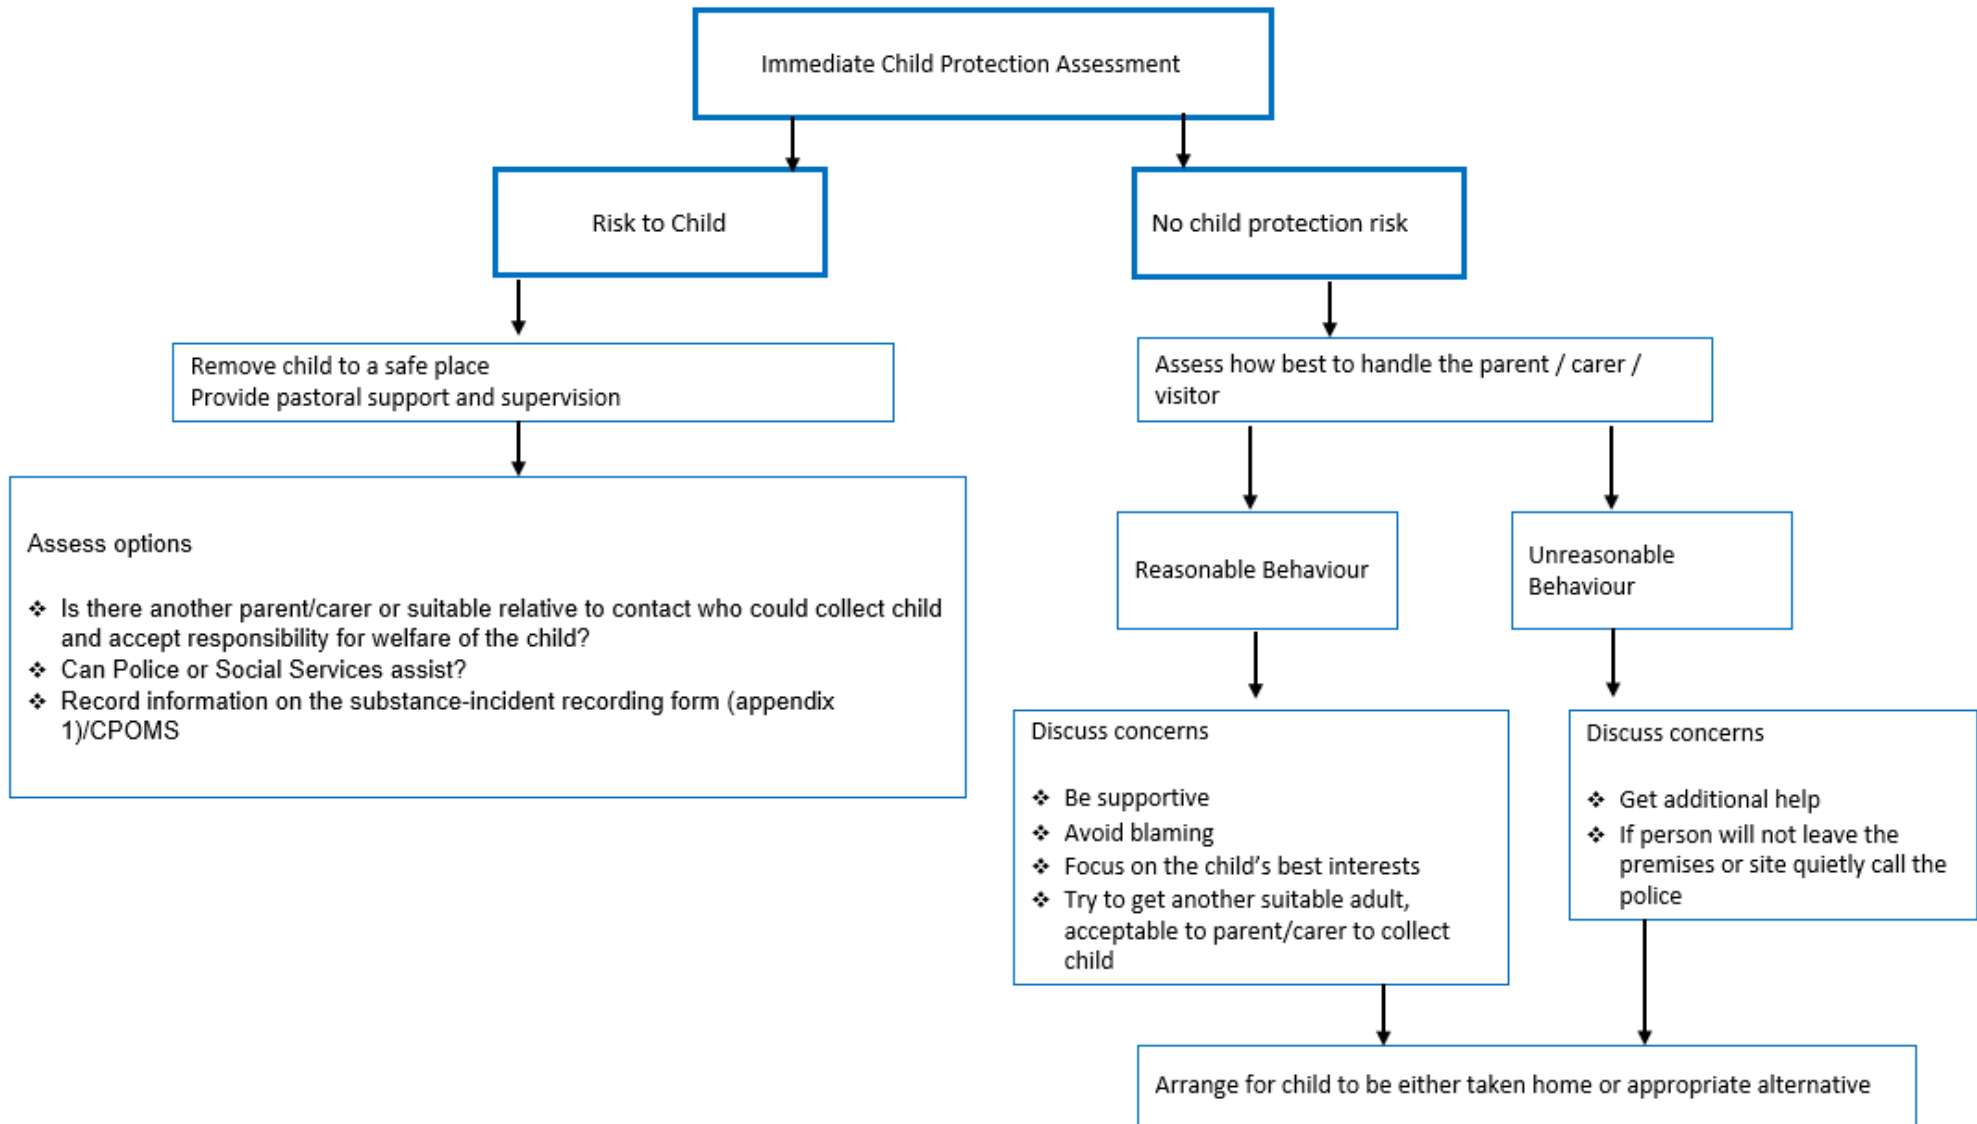 Immediate Child Protection Assessment
Risk to Child
No child protection risk
Remove child to a safe place
Provide pastoral support and supervision
Assess how best to handle the parent / carer /
visitor
Assess options
❖ Is there another parent/carer or suitable relative to contact who could collect child
and accept responsibility for welfare of the child?
❖ Can Police or Social Services assist?
❖ Record information on the substance-incident recording form (appendix
1)/CPOMS
Reasonable Behaviour
Unreasonable
Behaviour
Discuss concerns
❖ Be supportive
❖ Avoid blaming
❖ Focus on the child’s best interests
❖ Try to get another suitable adult,
acceptable to parent/carer to collect
child
Discuss concerns
❖ Get additional help
❖ If person will not leave the
premises or site quietly call the
police
Arrange for child to be either taken home or appropriate alternative